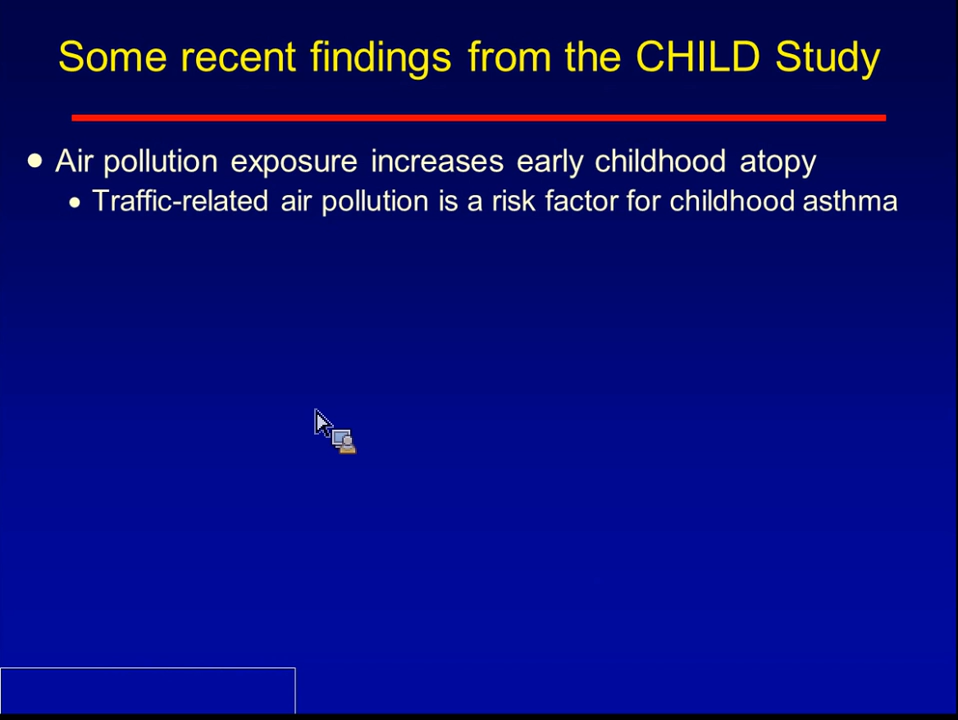 Some recent findings from the CHILD Study
• Air pollution exposure increases early childhood atopy
• Traffic-related air pollution is a risk factor for childhood asthma